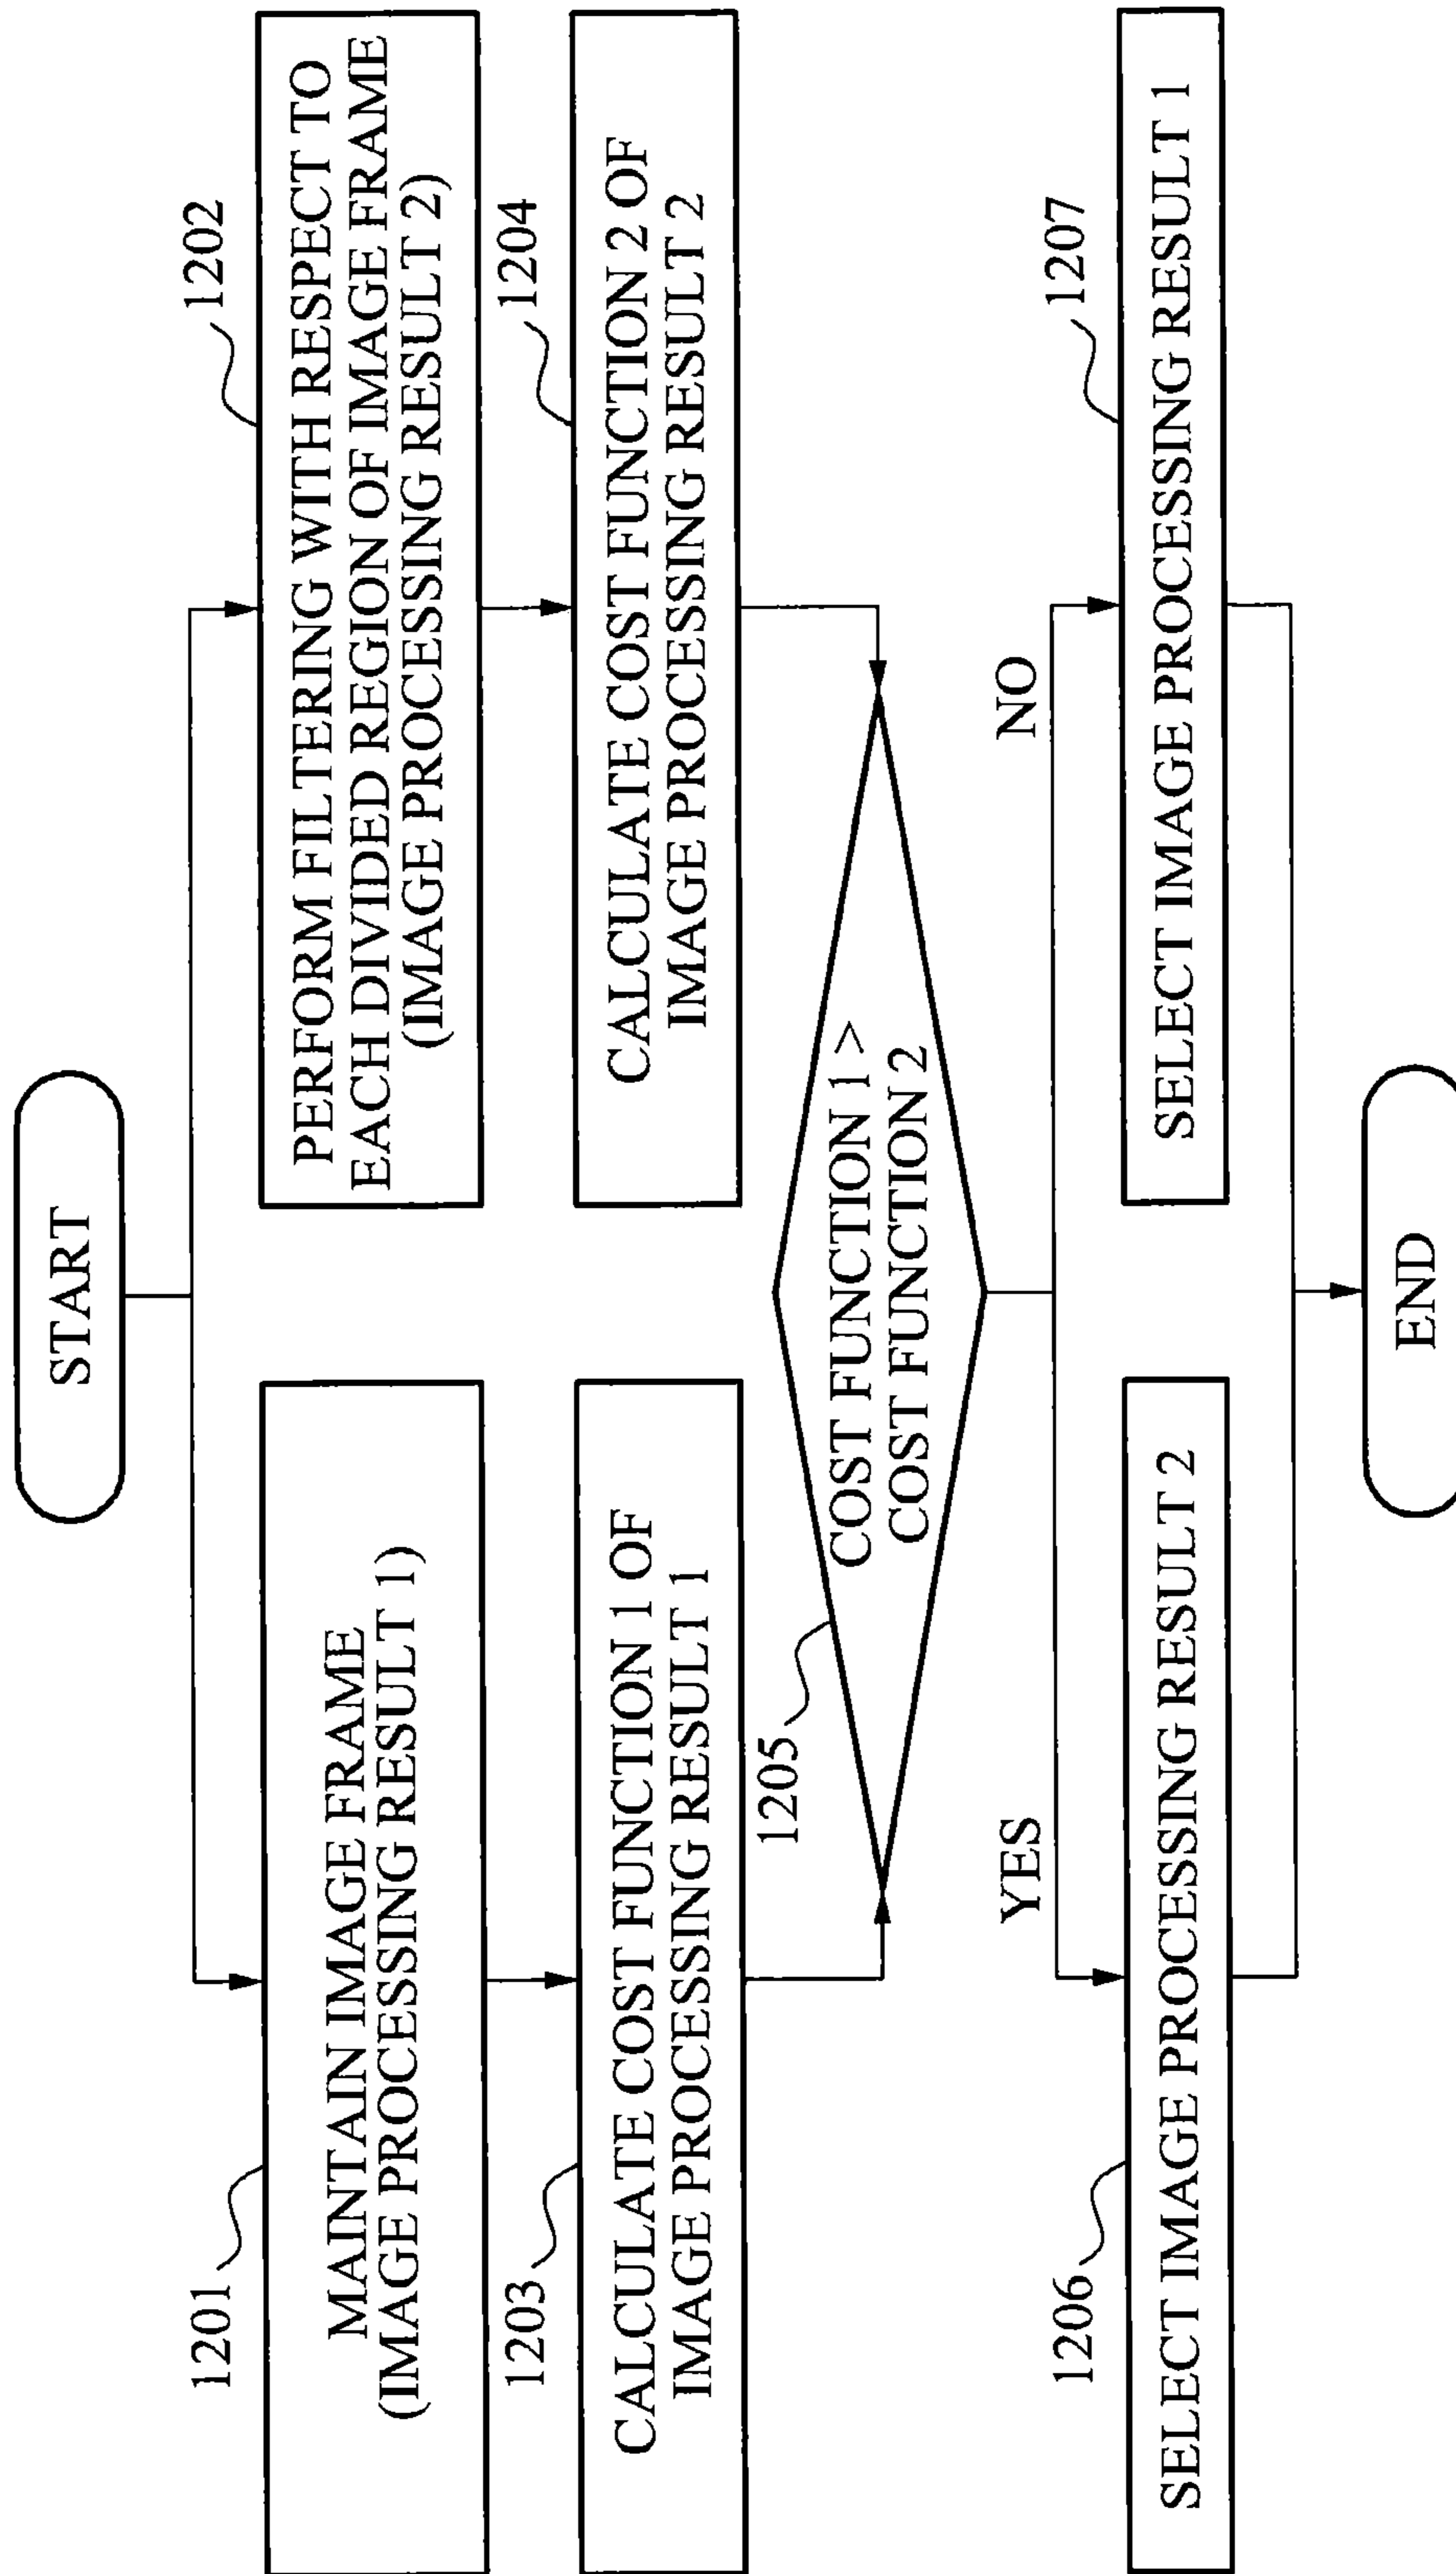 START
1201
MAINTAIN IMAGE FRAME
(IMAGE PROCESSING RESULT 1)
1202
PERFORM FILTERING WITH RESPECT TO
EACH DIVIDED REGION OF IMAGE FRAME
(IMAGE PROCESSING RESULT 2)
1203
CALCULATE COST FUNCTION 1 OF
IMAGE PROCESSING RESULT 1
1204
CALCULATE COST FUNCTION 2 OF
IMAGE PROCESSING RESULT 2
1205
COST FUNCTION 1 >
COST FUNCTION 2
YES
NO
1206
SELECT IMAGE PROCESSING RESULT 2
1207
SELECT IMAGE PROCESSING RESULT 1
END